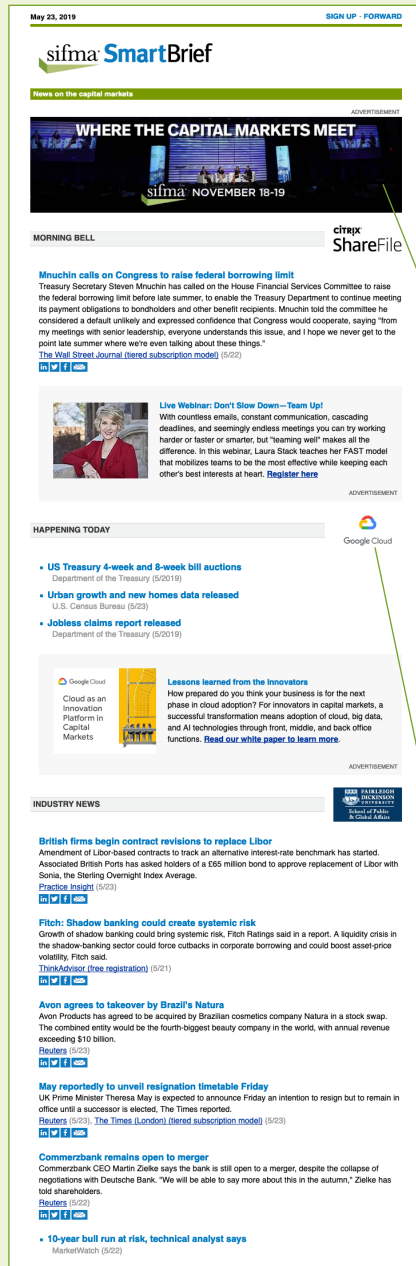 May 23, 2019
SIGN UP · FORWARD
sifma SmartBrief
News on the capital markets
ADVERTISEMENT
WHERE THE CAPITAL MARKETS MEET
sifma NOVEMBER 18-19
MORNING BELL
CITRIX
ShareFile
Mnuchin calls on Congress to raise federal borrowing limit
Treasury Secretary Steven Mnuchin has called on the House Financial Services Committee to raise
the federal borrowing limit before late summer, to enable the Treasury Department to continue meeting
its payment obligations to bondholders and other benefit recipients. Mnuchin told the committee he
considered a default unlikely and expressed confidence that Congress would cooperate, saying "from
my meetings with senior leadership, everyone understands this issue, and I hope we never get to the
point late summer where we're even talking about these things."
The Wall Street Journal (tiered subscription model) (5/22)
Live Webinar: Don't Slow Down—Team Up!
With countless emails, constant communication, cascading
deadlines, and seemingly endless meetings you can try working
harder or faster or smarter, but "teaming well" makes all the
difference. In this webinar, Laura Stack teaches her FAST model
that mobilizes teams to be the most effective while keeping each
other's best interests at heart. Register here
ADVERTISEMENT
HAPPENING TODAY
Google Cloud
▪ US Treasury 4-week and 8-week bill auctions
Department of the Treasury (5/2019)
▪ Urban growth and new homes data released
U.S. Census Bureau (5/23)
▪ Jobless claims report released
Department of the Treasury (5/2019)
Google Cloud
Cloud as an
Innovation
Platform in
Capital
Markets
Lessons learned from the Innovators
How prepared do you think your business is for the next
phase in cloud adoption? For innovators in capital markets, a
successful transformation means adoption of cloud, big data,
and AI technologies through front, middle, and back office
functions. Read our white paper to learn more.
ADVERTISEMENT
INDUSTRY NEWS
FAIRLEIGH
DICKINSON
UNIVERSITY
School of Public
& Global Affairs
British firms begin contract revisions to replace Libor
Amendment of Libor-based contracts to track an alternative interest-rate benchmark has started.
Associated British Ports has asked holders of a £65 million bond to approve replacement of Libor with
Sonia, the Sterling Overnight Index Average.
Practice Insight (5/23)
Fitch: Shadow banking could create systemic risk
Growth of shadow banking could bring systemic risk, Fitch Ratings said in a report. A liquidity crisis in
the shadow-banking sector could force cutbacks in corporate borrowing and could boost asset-price
volatility, Fitch said.
ThinkAdvisor (free registration) (5/21)
Avon agrees to takeover by Brazil's Natura
Avon Products has agreed to be acquired by Brazilian cosmetics company Natura in a stock swap.
The combined entity would be the fourth-biggest beauty company in the world, with annual revenue
exceeding $10 billion.
Reuters (5/23)
May reportedly to unveil resignation timetable Friday
UK Prime Minister Theresa May is expected to announce Friday an intention to resign but to remain in
office until a successor is elected, The Times reported.
Reuters (5/23), The Times (London) (tiered subscription model) (5/23)
Commerzbank remains open to merger
Commerzbank CEO Martin Zielke says the bank is still open to a merger, despite the collapse of
negotiations with Deutsche Bank. "We will be able to say more about this in the autumn," Zielke has
told shareholders.
Reuters (5/22)
▪ 10-year bull run at risk, technical analyst says
MarketWatch (5/22)